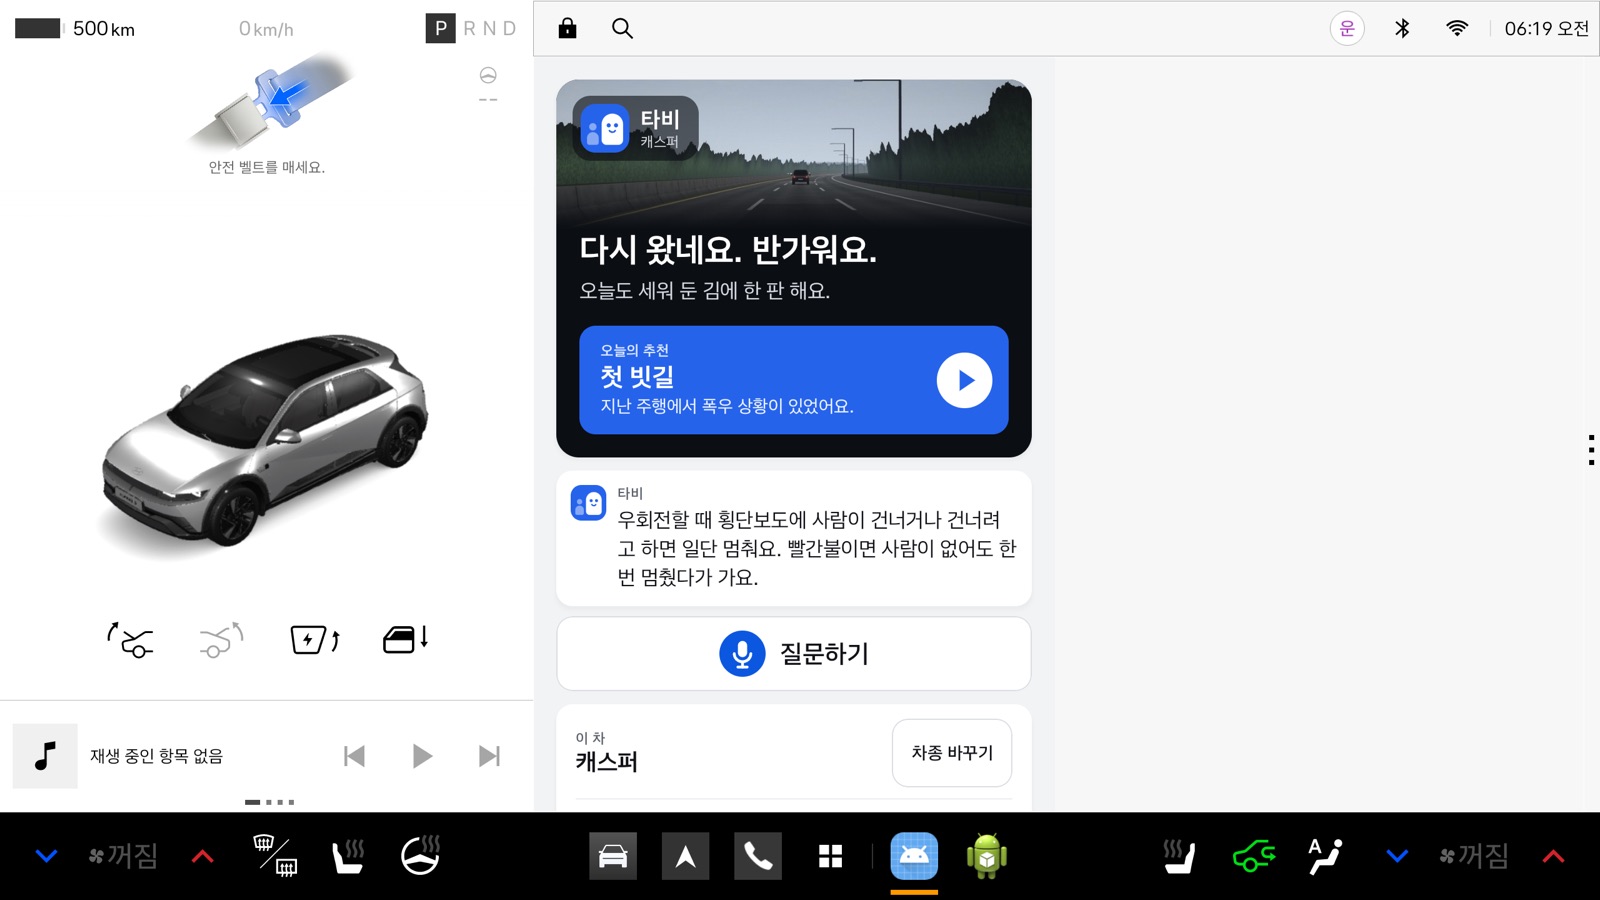 500 km
0 km/h
P R N D
운
06:19 오전
--
안전 벨트를 매세요.
타비
캐스퍼
다시 왔네요. 반가워요.
오늘도 세워 둔 김에 한 판 해요.
오늘의 추천
첫 빗길
지난 주행에서 폭우 상황이 있었어요.
타비
우회전할 때 횡단보도에 사람이 건너거나 건너려
고 하면 일단 멈춰요. 빨간불이면 사람이 없어도 한
번 멈췄다가 가요.
질문하기
이 차
캐스퍼
차종 바꾸기
재생 중인 항목 없음
꺼짐
A
꺼짐